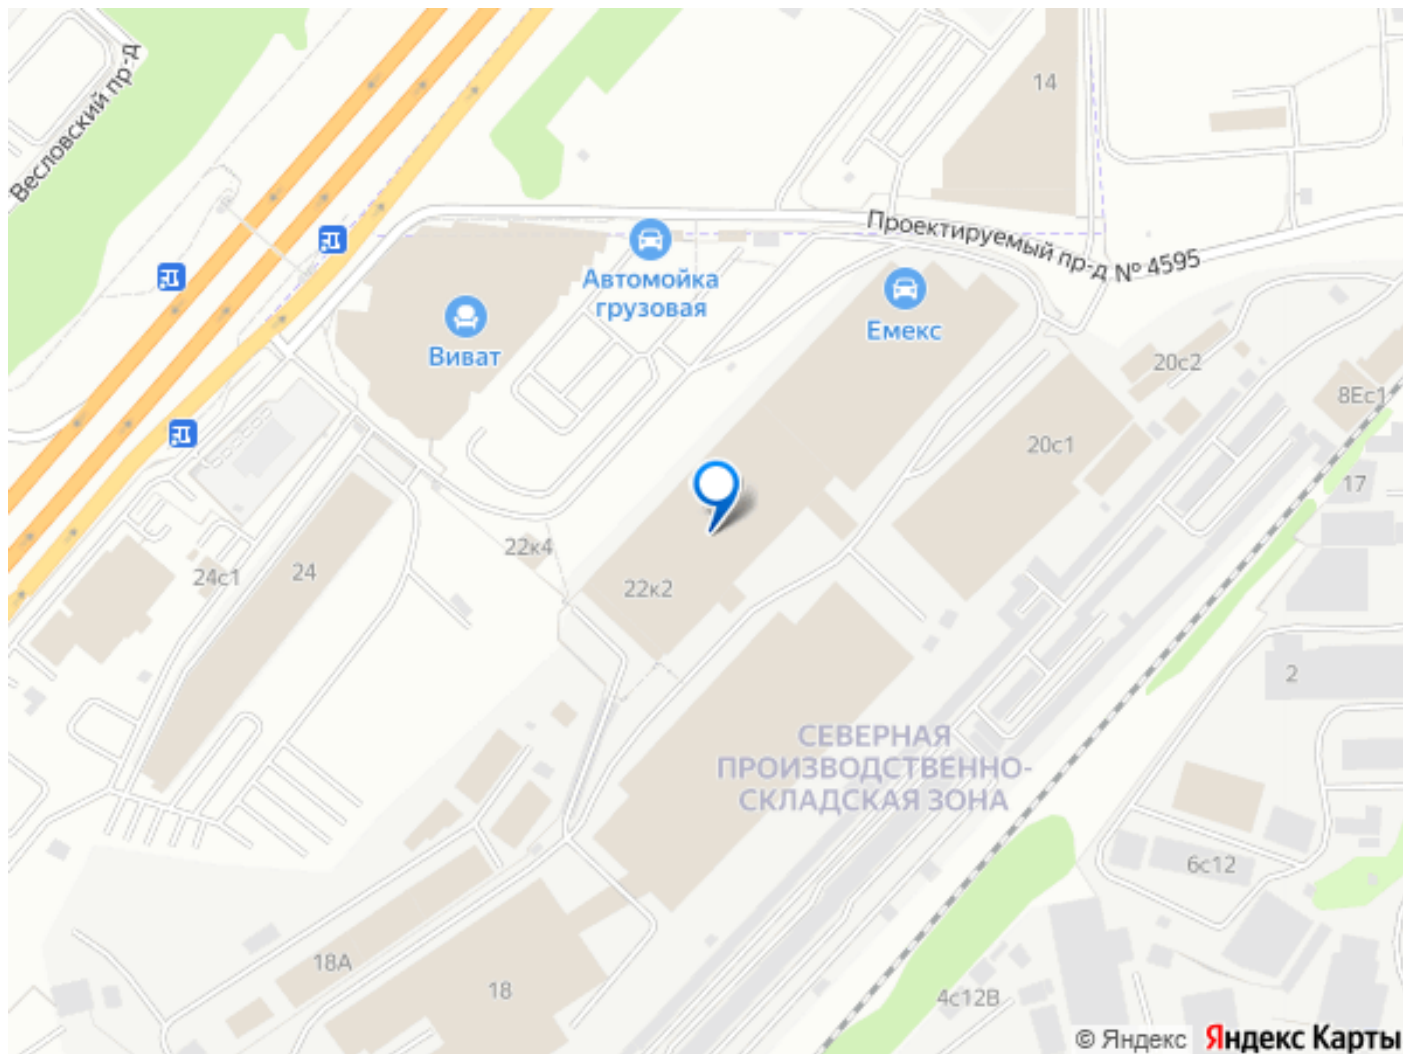 Весловский пр-д
14
Проектируемый пр-д № 4595
Автомойка
грузовая
Емекс
Виват
20с2
8Ес1
20с1
17
22к4
24с1
24
22к2
2
СЕВЕРНАЯ
ПРОИЗВОДСТВЕННО-
СКЛАДСКАЯ ЗОНА
6с12
18А
18
4с12В
© Яндекс Яндекс Карты